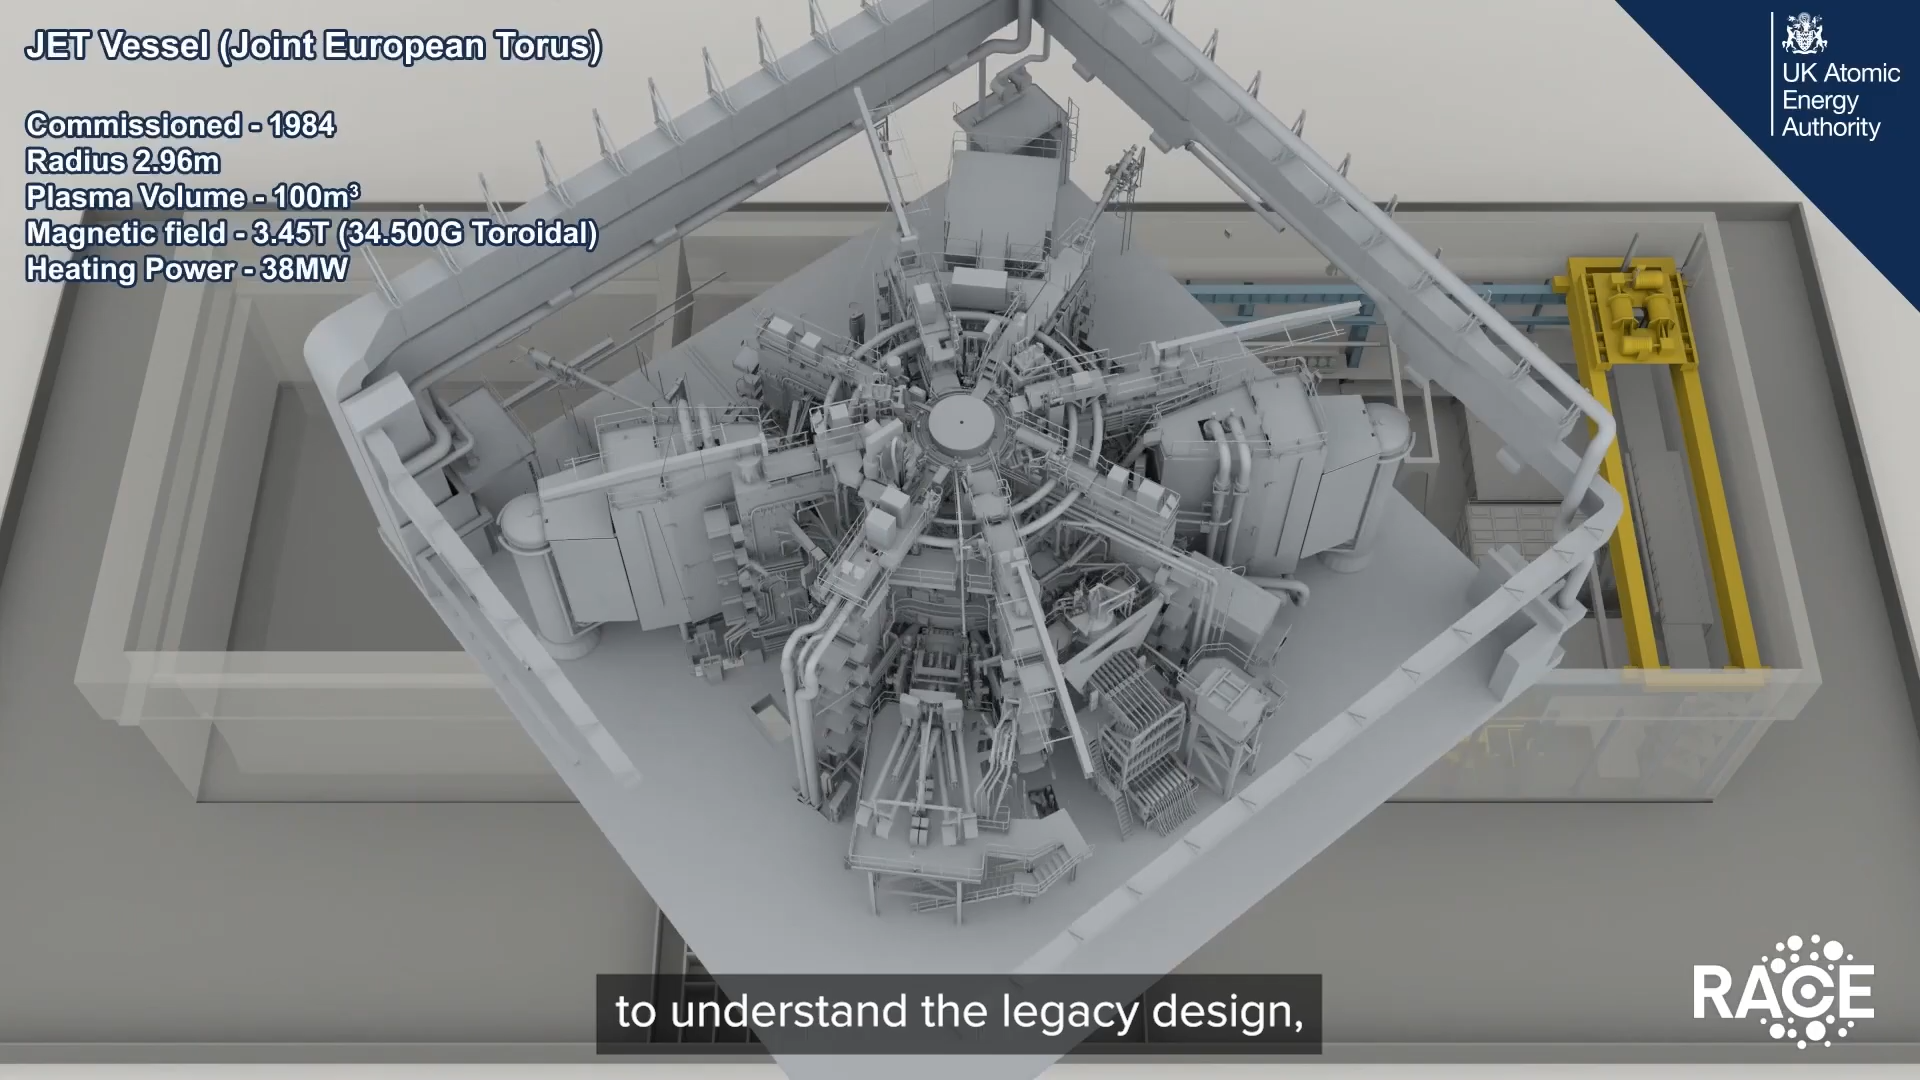 JET Vessel (Joint European Torus)
Commissioned - 1984
Radius 2.96m
Plasma Volume - 100m³
Magnetic field - 3.45T (34.500G Toroidal)
Heating Power - 38MW
UK Atomic
Energy
Authority
to understand the legacy design,
RACE